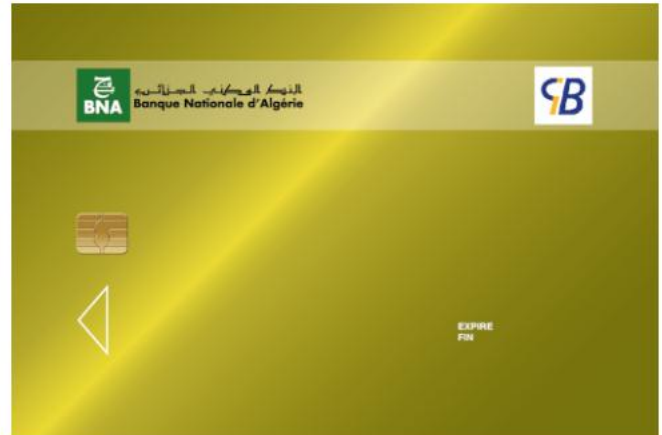 البنك الوطني الجزائري
BNA Banque Nationale d'Algérie
CIB
EXPIRE
FIN